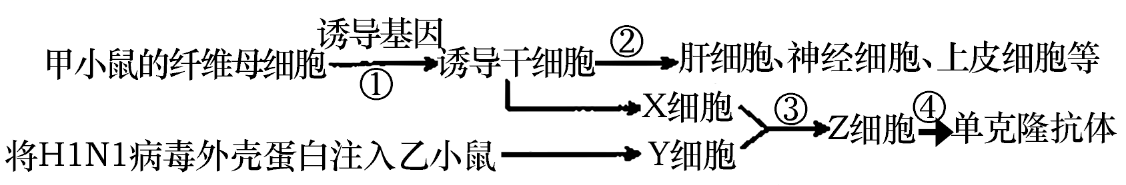 诱导基因
甲小鼠的纤维母细胞 ① 诱导干细胞 ② 肝细胞、神经细胞、上皮细胞等
X细胞 ③ Z细胞 ④ 单克隆抗体
将H1N1病毒外壳蛋白注入乙小鼠 Y细胞